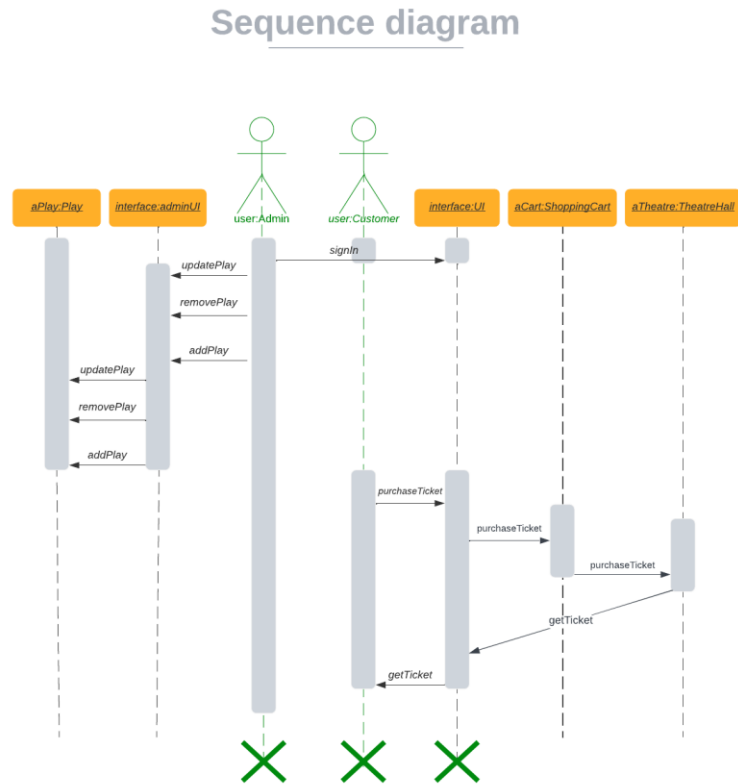 Sequence diagram
user:Admin
user:Customer
aPlay:Play
interface:adminUI
interface:UI
aCart:ShoppingCart
aTheatre:TheatreHall
signIn
updatePlay
removePlay
addPlay
updatePlay
removePlay
addPlay
purchaseTicket
purchaseTicket
purchaseTicket
getTicket
getTicket